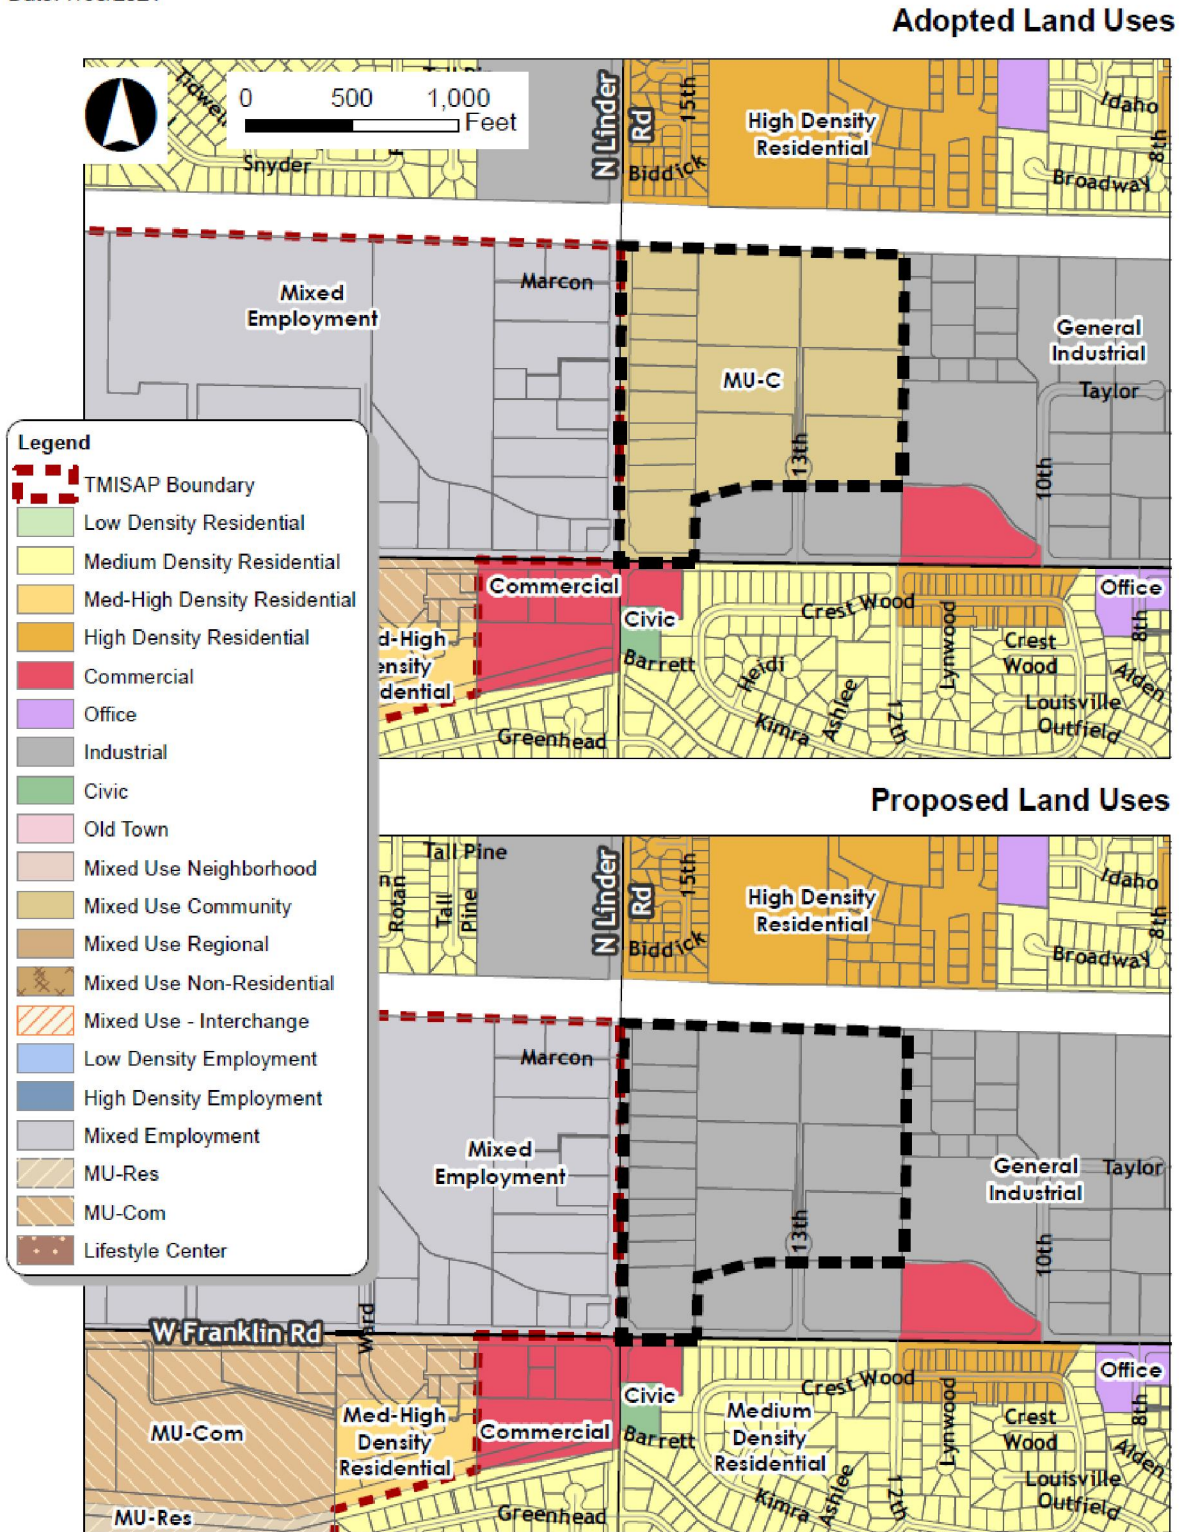 Adopted Land Uses
0 500 1,000
Feet
Snyder
N Linder
Rd
15th
Biddick
High Density
Residential
Idaho
8th
Broadway
Mixed
Employment
Marcon
MU-C
13th
General
Industrial
Taylor
10th
Legend
TMISAP Boundary
Low Density Residential
Medium Density Residential
Med-High Density Residential
High Density Residential
Commercial
Office
Industrial
Civic
Old Town
Mixed Use Neighborhood
Mixed Use Community
Mixed Use Regional
Mixed Use Non-Residential
Mixed Use - Interchange
Low Density Employment
High Density Employment
Mixed Employment
MU-Res
MU-Com
Lifestyle Center
Commercial
Civic
Barrett
Crest Wood
Heidi
Kimra
Ashlee
12th
Lynwood
Crest
Wood
Office
8th
Alden
Louisville
Outfield
Greenhead
Proposed Land Uses
Tall Pine
Rotan
Tall
Pine
N Linder
Rd
15th
Biddick
High Density
Residential
Idaho
8th
Broadway
Marcon
Mixed
Employment
13th
General
Industrial
Taylor
10th
W Franklin Rd
Ward
MU-Com
Med-High
Density
Residential
Commercial
Civic
Barrett
Medium
Density
Residential
Crest Wood
Kimra
Ashlee
12th
Lynwood
Crest
Wood
Office
8th
Alden
Louisville
Outfield
Greenhead
MU-Res